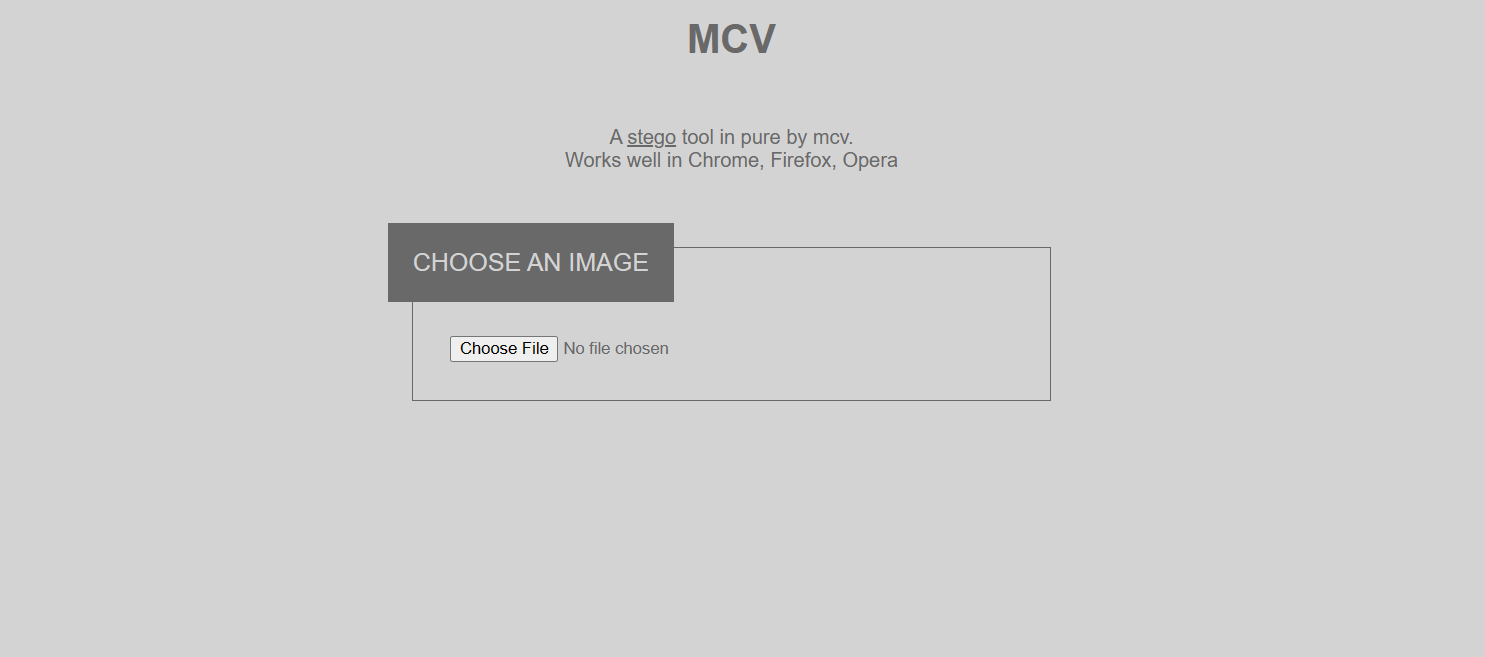 MCV
A stego tool in pure by mcv.
Works well in Chrome, Firefox, Opera
CHOOSE AN IMAGE
Choose File No file chosen